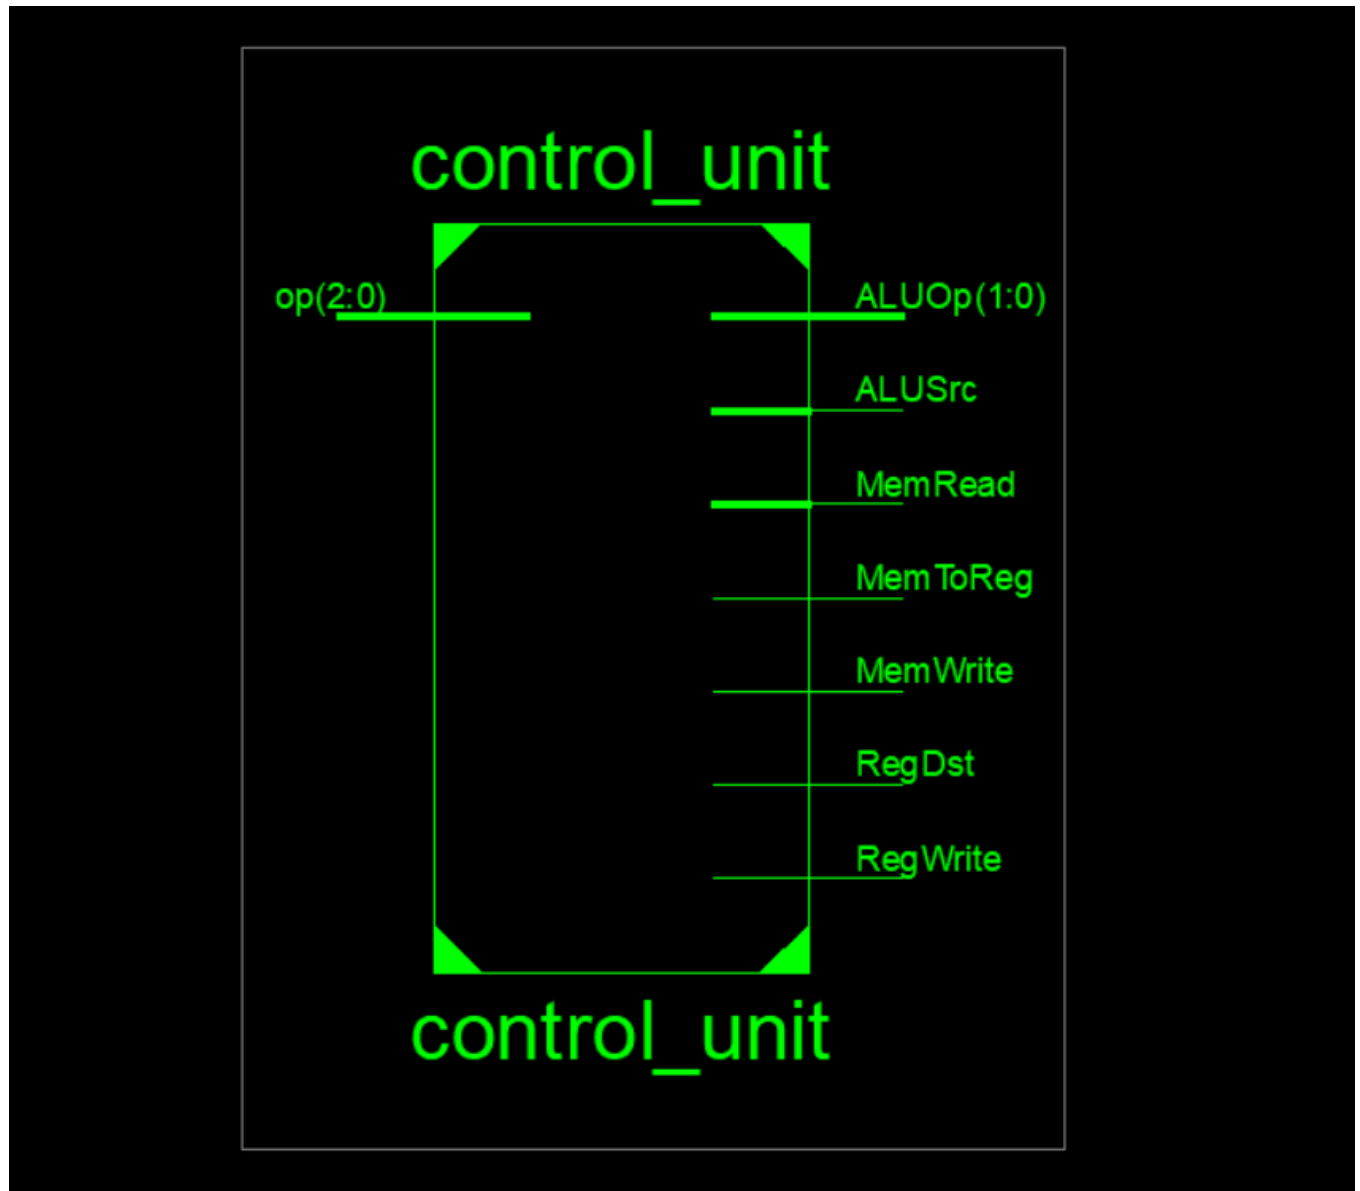 control_unit
op(2:0)
ALUOp(1:0)
ALUSrc
MemRead
MemToReg
MemWrite
RegDst
RegWrite
control_unit